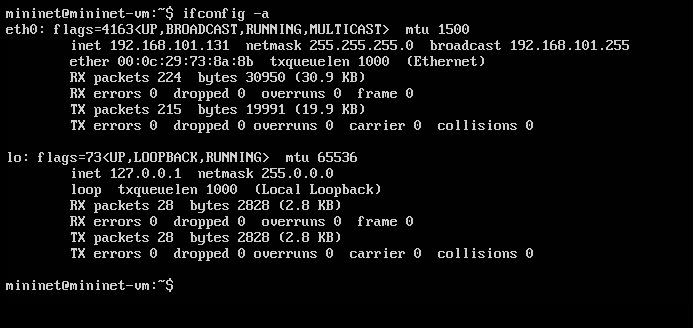 mininet@mininet-vm:~$ ifconfig -a
eth0: flags=4163<UP,BROADCAST,RUNNING,MULTICAST>  mtu 1500
        inet 192.168.101.131  netmask 255.255.255.0  broadcast 192.168.101.255
        ether 00:0c:29:73:8a:8b  txqueuelen 1000  (Ethernet)
        RX packets 224  bytes 30950 (30.9 KB)
        RX errors 0  dropped 0  overruns 0  frame 0
        TX packets 215  bytes 19991 (19.9 KB)
        TX errors 0  dropped 0 overruns 0  carrier 0  collisions 0
lo: flags=73<UP,LOOPBACK,RUNNING>  mtu 65536
        inet 127.0.0.1  netmask 255.0.0.0
        loop  txqueuelen 1000  (Local Loopback)
        RX packets 28  bytes 2828 (2.8 KB)
        RX errors 0  dropped 0  overruns 0  frame 0
        TX packets 28  bytes 2828 (2.8 KB)
        TX errors 0  dropped 0 overruns 0  carrier 0  collisions 0
mininet@mininet-vm:~$